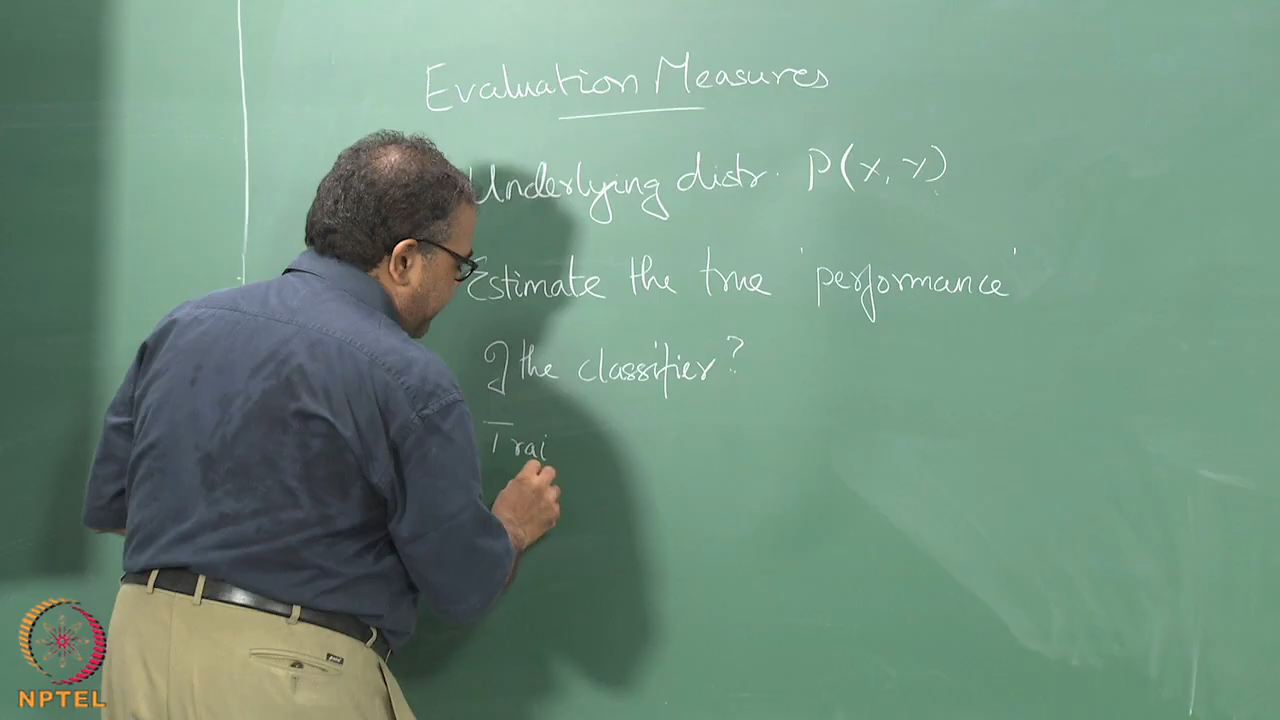 Evaluation Measures
Underlying distr. P(x, y)
Estimate the true 'performance'
of the classifier?
Trai
NPTEL